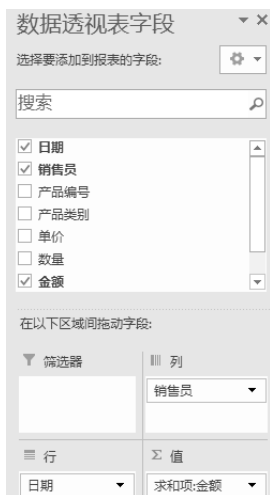 数据透视表字段
选择要添加到报表的字段:
搜索
日期
销售员
产品编号
产品类别
单价
数量
金额
在以下区域间拖动字段:
筛选器
列
销售员
行
Σ 值
日期
求和项:金额